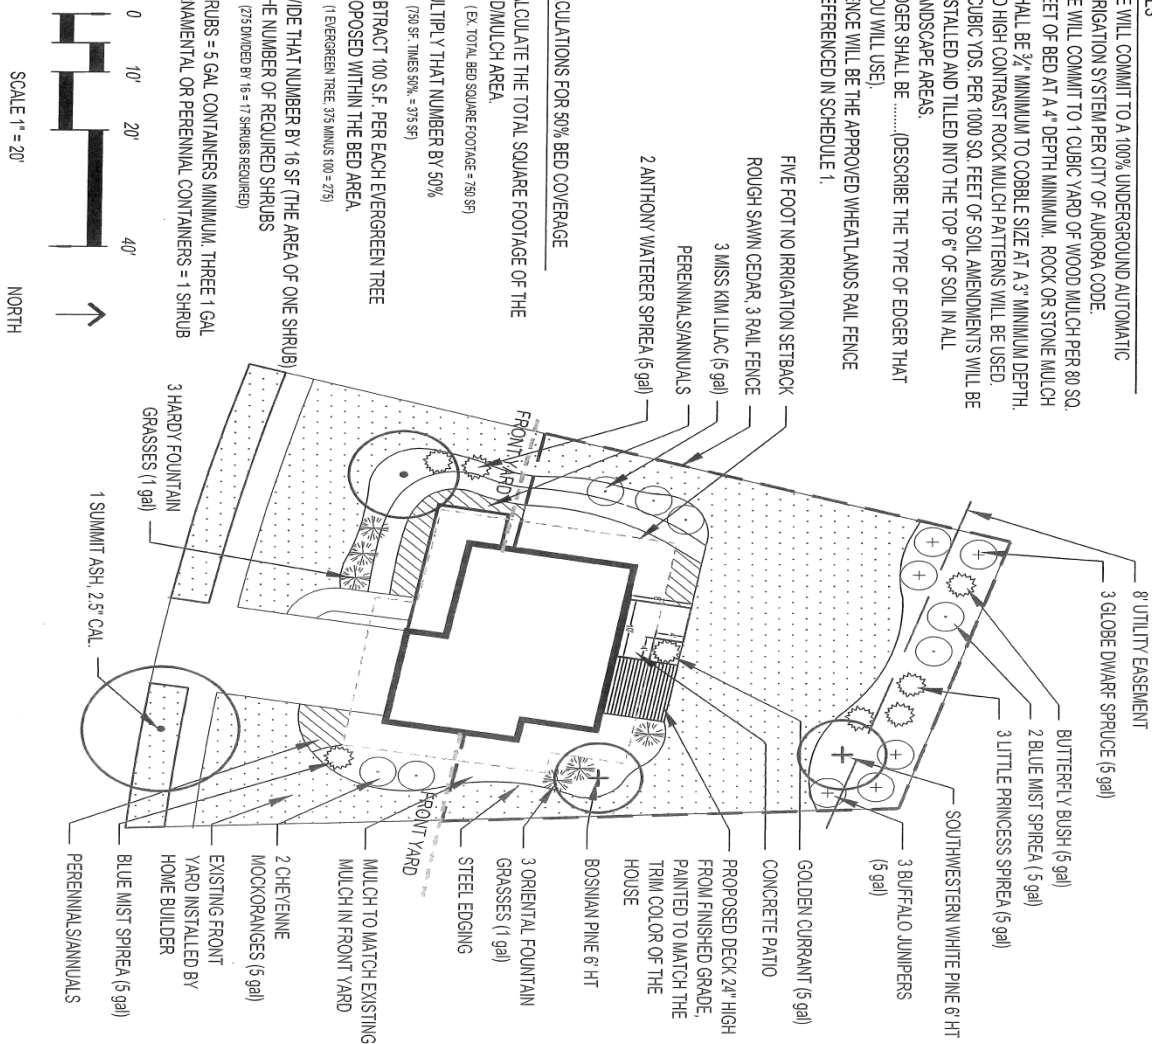 E WILL COMMIT TO A 100% UNDERGROUND AUTOMATIC
RIGATION SYSTEM PER CITY OF AURORA CODE.
E WILL COMMIT TO 1 CUBIC YARD OF WOOD MULCH PER 80 SQ.
EET OF BED AT A 4" DEPTH MINIMUM. ROCK OR STONE MULCH
HALL BE ¾" MINIMUM TO COBBLE SIZE AT A 3" MINIMUM DEPTH.
O HIGH CONTRAST ROCK MULCH PATTERNS WILL BE USED.
CUBIC YDS. PER 1000 SQ. FEET OF SOIL AMENDMENTS WILL BE
STALLED AND TILLED INTO THE TOP 6" OF SOIL IN ALL
ANDSCAPE AREAS.
DGER SHALL BE ......... (DESCRIBE THE TYPE OF EDGER THAT
OU WILL USE).
ENCE WILL BE THE APPROVED WHEATLANDS RAIL FENCE
EFERENCED IN SCHEDULE 1.
CULATIONS FOR 50% BED COVERAGE
ALCULATE THE TOTAL SQUARE FOOTAGE OF THE
D/MULCH AREA.
( EX. TOTAL BED SQUARE FOOTAGE = 750 SF)
ULTIPLY THAT NUMBER BY 50%
(750 SF. TIMES 50%. = 375 SF)
BTRACT 100 S.F. PER EACH EVERGREEN TREE
OPOSED WITHIN THE BED AREA.
(1 EVERGREEN TREE, 375 MINUS 100 = 275)
VIDE THAT NUMBER BY 16 SF (THE AREA OF ONE SHRUB)
HE NUMBER OF REQUIRED SHRUBS
(275 DIVIDED BY 16 = 17 SHRUBS REQUIRED)
RUBS = 5 GAL CONTAINERS MINIMUM. THREE 1 GAL
NAMENTAL OR PERENNIAL CONTAINERS = 1 SHRUB
0 10' 20' 40'
SCALE 1" = 20'
NORTH
FIVE FOOT NO IRRIGATION SETBACK
ROUGH SAWN CEDAR, 3 RAIL FENCE
3 MISS KIM LILAC (5 gal)
PERENNIALS/ANNUALS
2 ANTHONY WATERER SPIREA (5 gal)
FRONT YARD
3 HARDY FOUNTAIN
GRASSES (1 gal)
1 SUMMIT ASH, 2.5" CAL.
8' UTILITY EASEMENT
3 GLOBE DWARF SPRUCE (5 gal)
BUTTERFLY BUSH (5 gal)
2 BLUE MIST SPIREA ( 5 gal)
3 LITTLE PRINCESS SPIREA (5 gal)
SOUTHWESTERN WHITE PINE 6' HT
3 BUFFALO JUNIPERS
(5 gal)
GOLDEN CURRANT (5 gal)
CONCRETE PATIO
PROPOSED DECK 24" HIGH
FROM FINISHED GRADE,
PAINTED TO MATCH THE
TRIM COLOR OF THE
HOUSE
BOSNIAN PINE 6' HT
3 ORIENTAL FOUNTAIN
GRASSES (1 gal)
STEEL EDGING
FRONT YARD
MULCH TO MATCH EXISTING
MULCH IN FRONT YARD
2 CHEYENNE
MOCKORANGES (5 gal)
EXISTING FRONT
YARD INSTALLED BY
HOME BUILDER
BLUE MIST SPIREA (5 gal)
PERENNIALS/ANNUALS